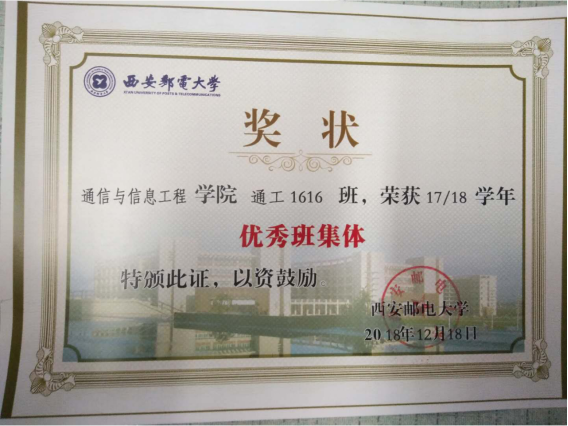 西安邮電大学
XI'AN UNIVERSITY OF POSTS & TELECOMMUNICATIONS
奖 状
通信与信息工程 学院 通工1616 班，荣获 17/18 学年
优秀班集体
特颁此证，以资鼓励。
西安邮电大学
2018年12月18日